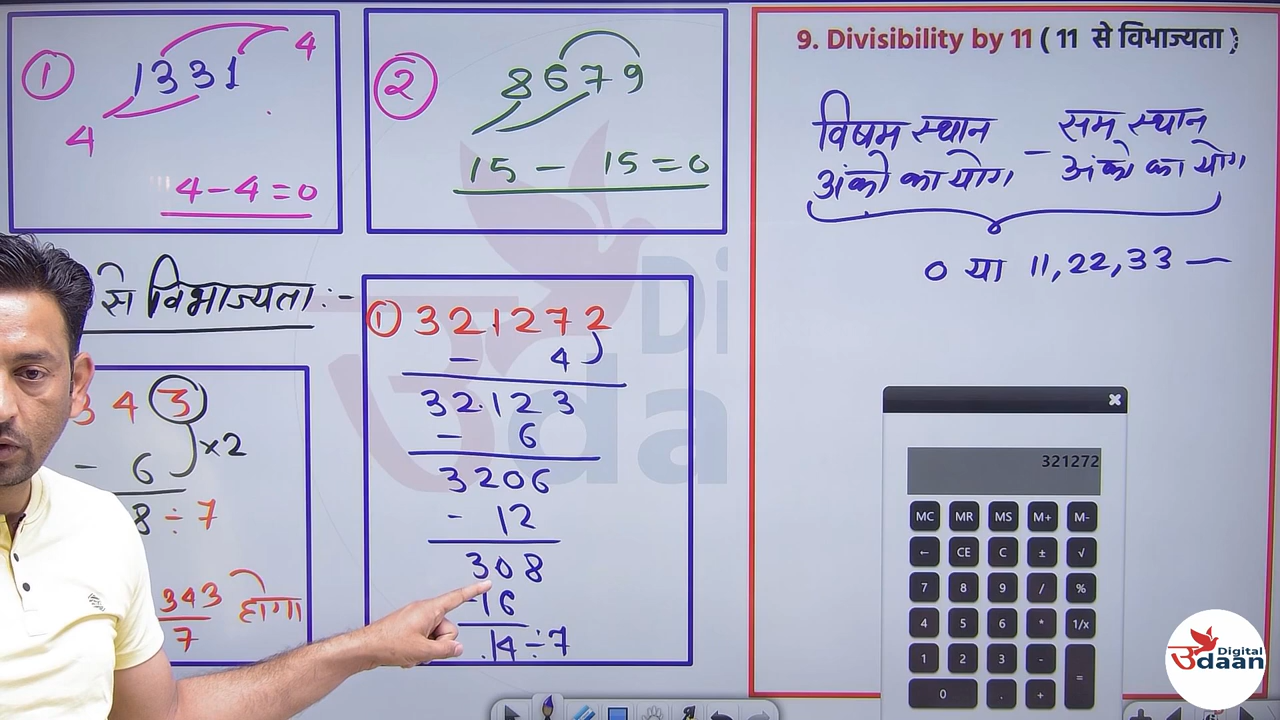 ① 1331
4
4
4-4=0
② 8679
15 - 15=0
9. Divisibility by 11 ( 11 से विभाज्यता )
विषम स्थान - सम स्थान
अंको का योग अंको का योग
0 या 11,22,33 —
से विभाज्यता :-
343
- 6 ×2
8 ÷ 7
343 होगा
7
① 321272
- 4
32123
- 6
3206
- 12
308
-16
14÷7
321272
MC MR MS M+ M-
← CE C ± √
7 8 9 / %
4 5 6 * 1/x
1 2 3 - =
0 . +
Digital
उdaan